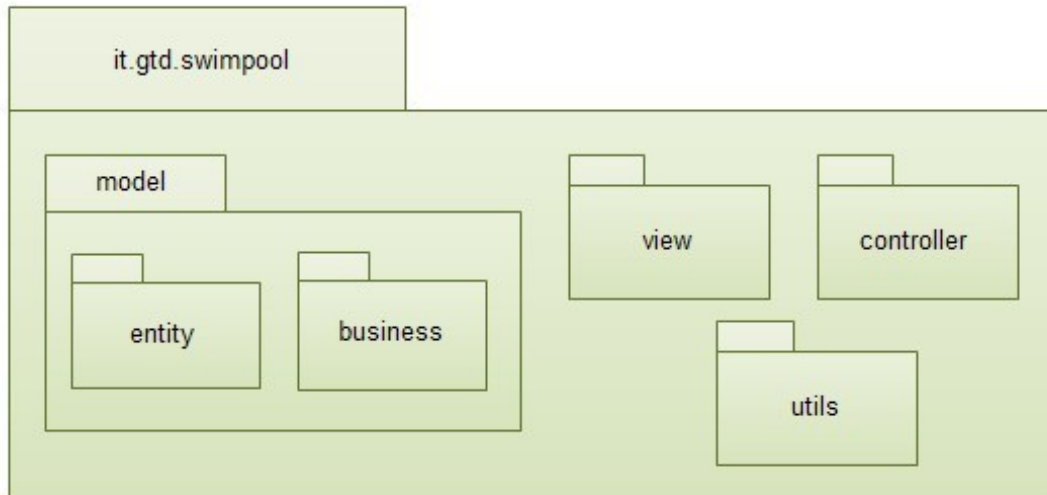 it.gtd.swimpool
model
view
controller
entity
business
utils